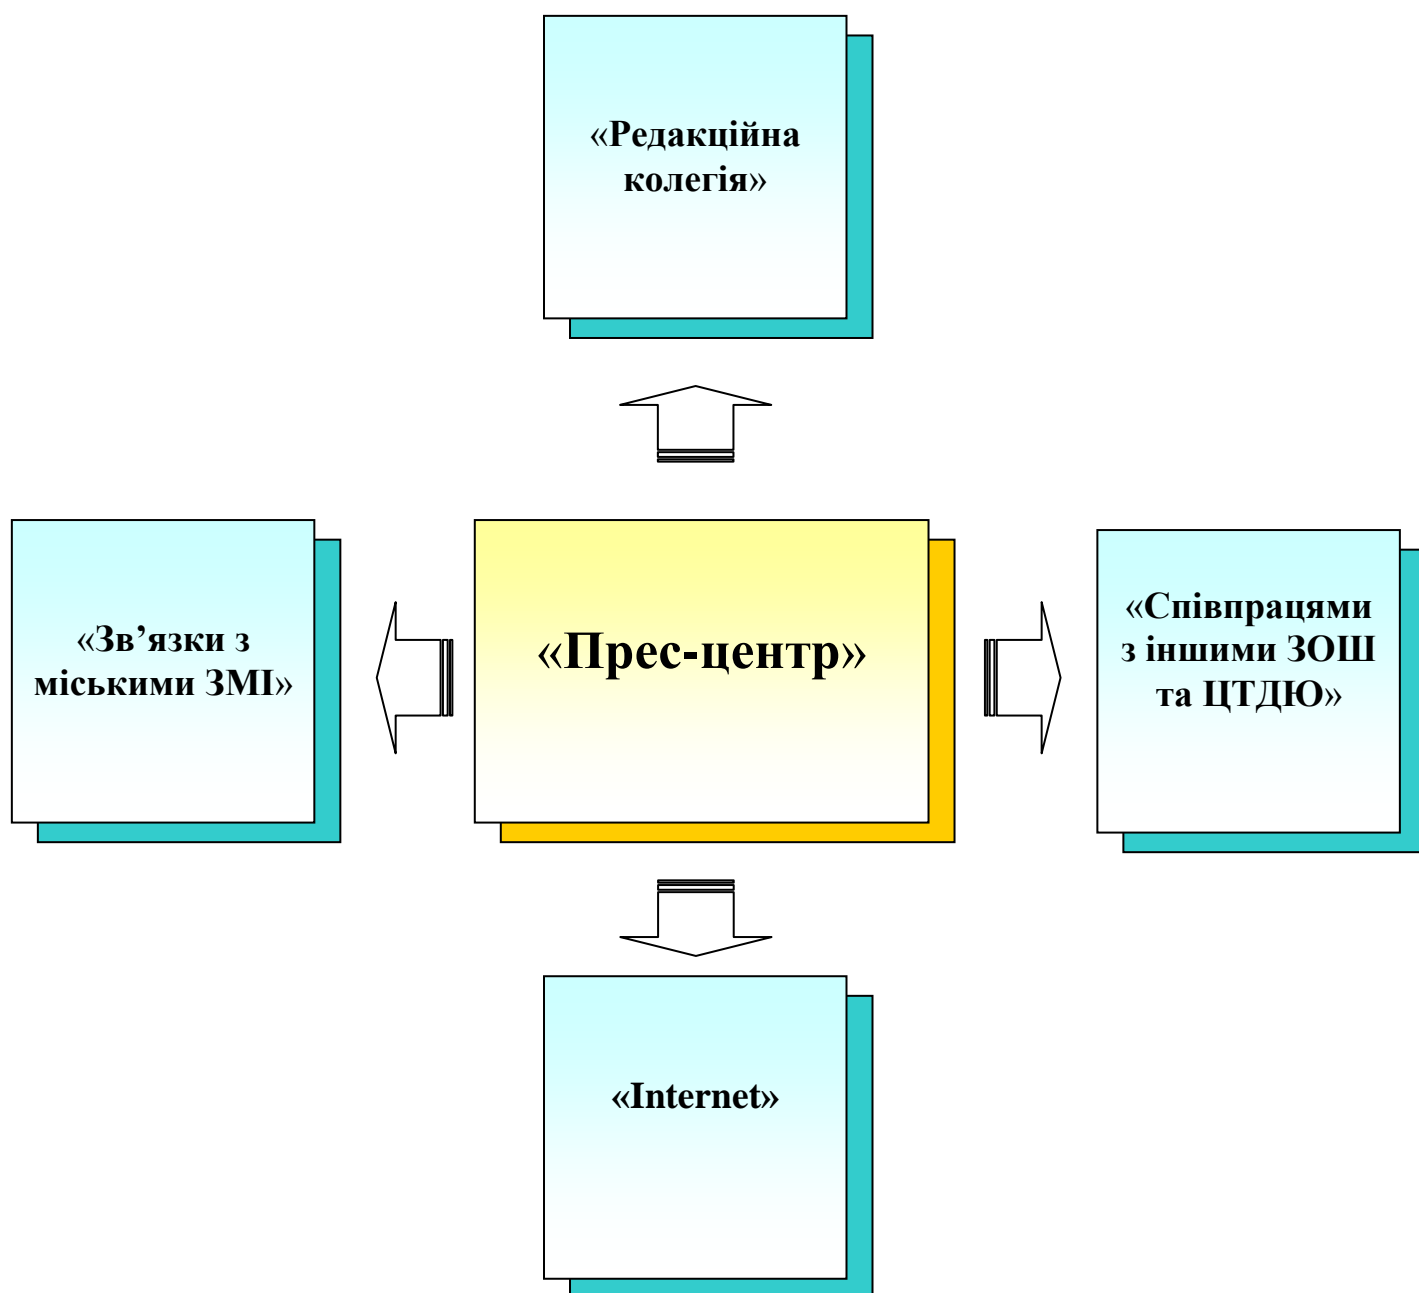 «Редакційна
колегія»
«Зв’язки з
міськими ЗМІ»
«Прес-центр»
«Співпрацями
з іншими ЗОШ
та ЦТДЮ»
«Internet»